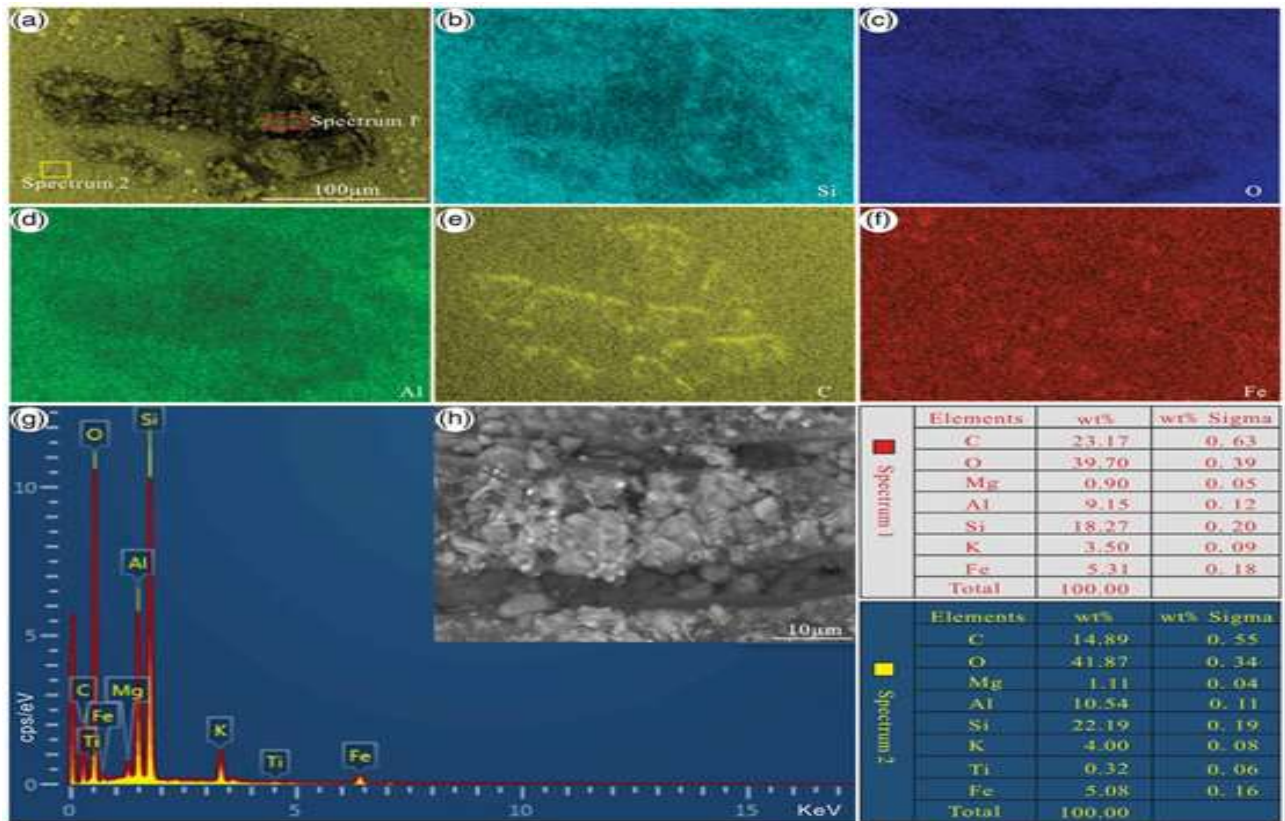 (a)
Spectrum 1
Spectrum 2
100μm
(b)
Si
(c)
O
(d)
Al
(e)
C
(f)
Fe
(g)
O
Si
Al
C
Mg
Fe
Ti
K
Ti
Fe
10
5
0
cps/eV
0
5
10
15
KeV
(h)
10μm
Spectrum 1
Elements wt% wt% Sigma
C 23.17 0. 63
O 39.70 0. 39
Mg 0.90 0. 05
Al 9.15 0. 12
Si 18.27 0. 20
K 3.50 0. 09
Fe 5.31 0. 18
Total 100.00
Spectrum 2
Elements wt% wt% Sigma
C 14.89 0. 55
O 41.87 0. 34
Mg 1.11 0. 04
Al 10.54 0. 11
Si 22.19 0. 19
K 4.00 0. 08
Ti 0.32 0. 06
Fe 5.08 0. 16
Total 100.00